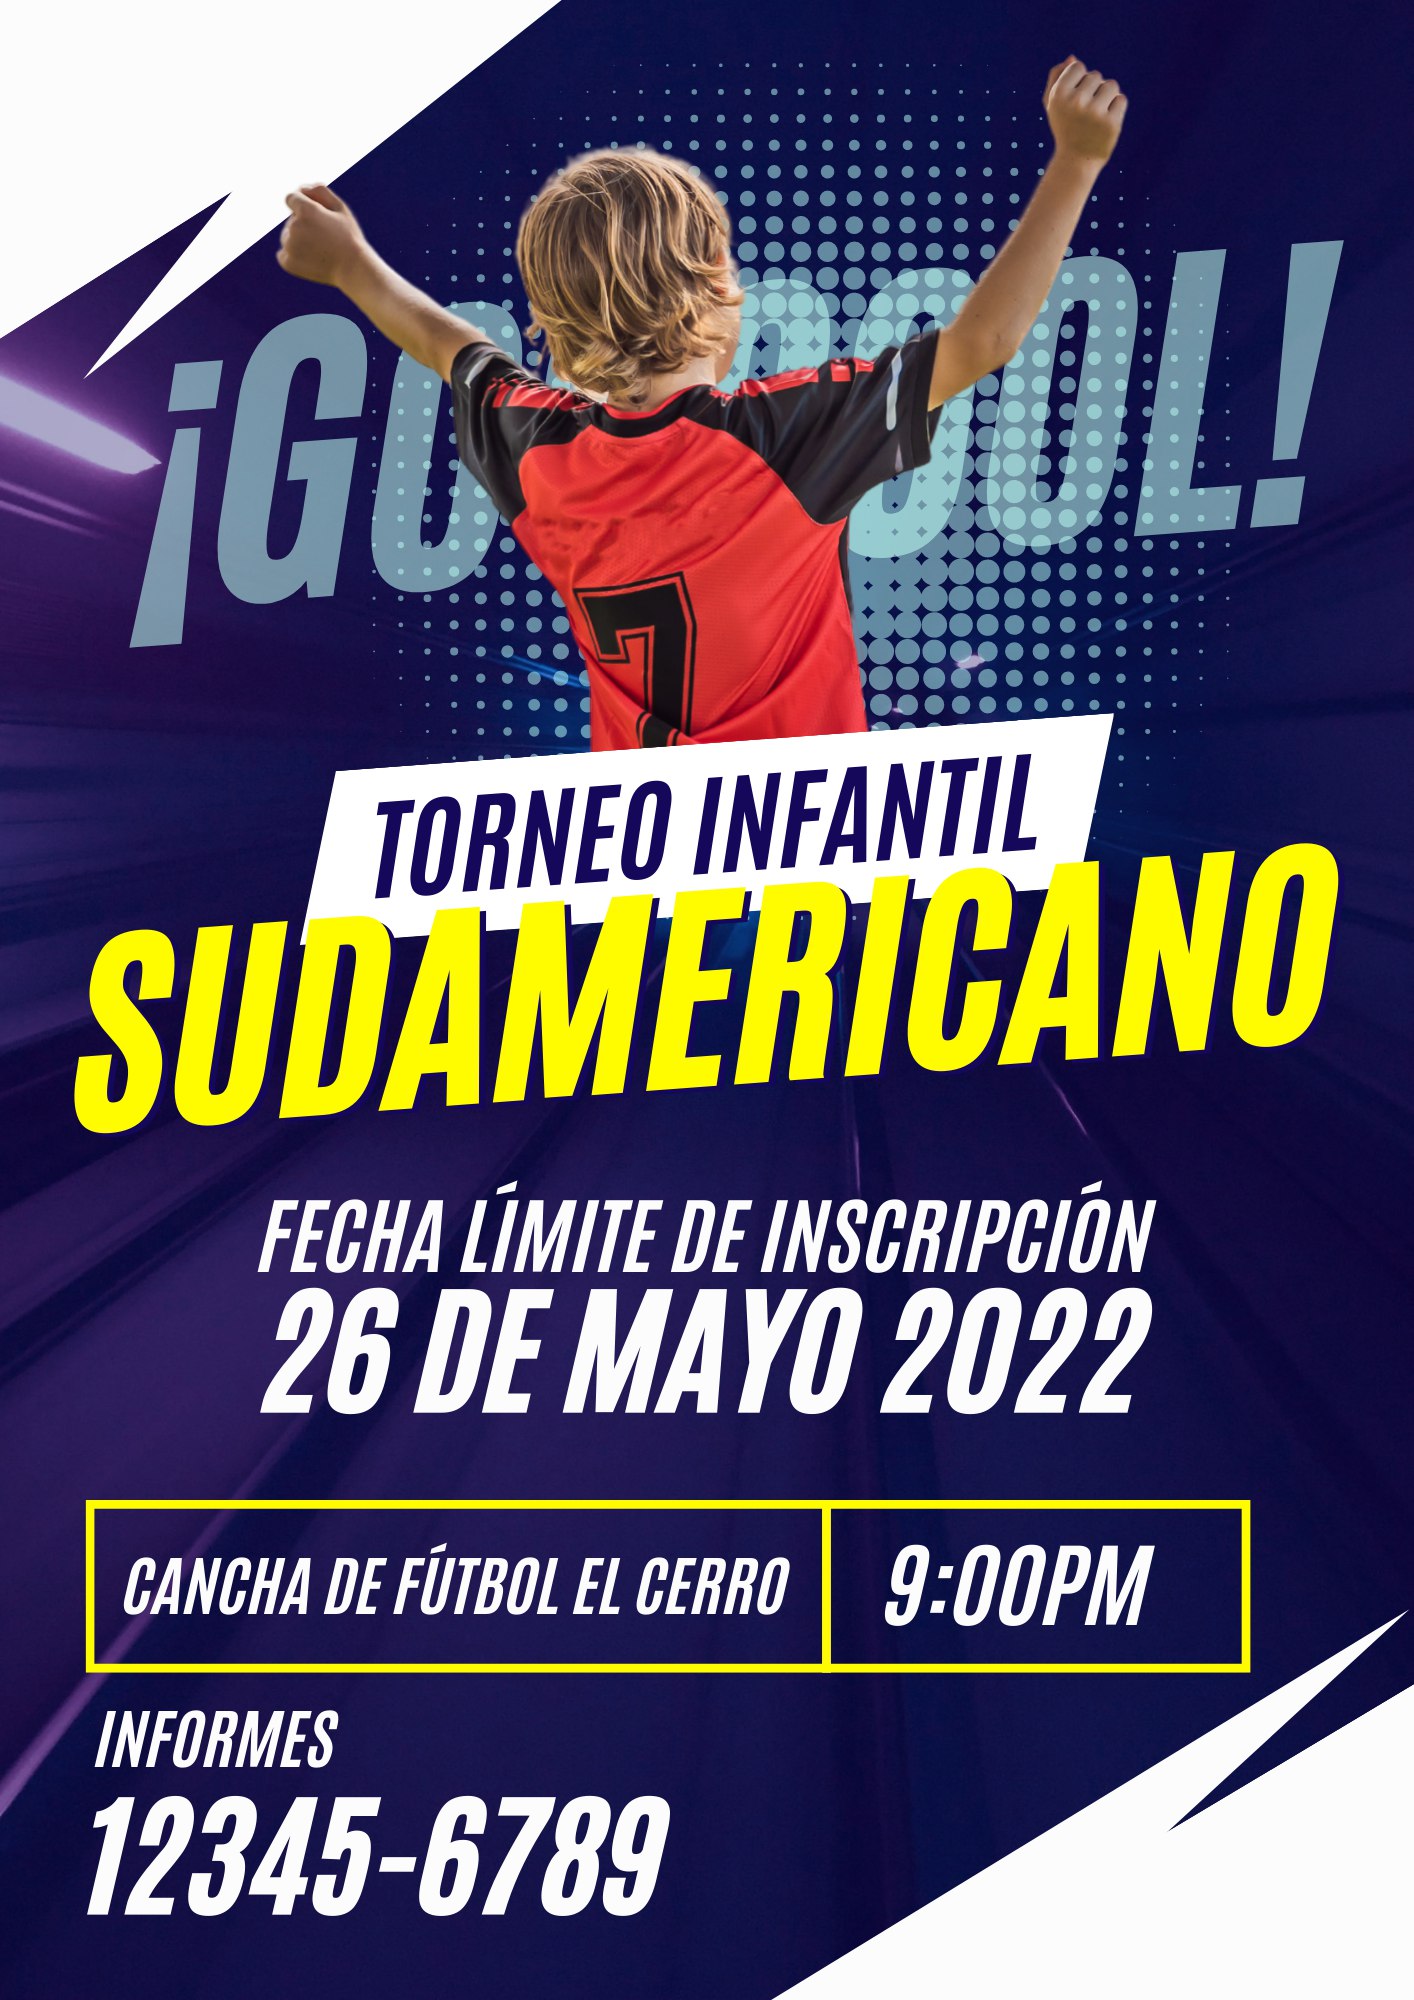 ¡GO OOL!
7
TORNEO INFANTIL
SUDAMERICANO
FECHA LÍMITE DE INSCRIPCIÓN
26 DE MAYO 2022
CANCHA DE FÚTBOL EL CERRO
9:00PM
INFORMES
12345-6789